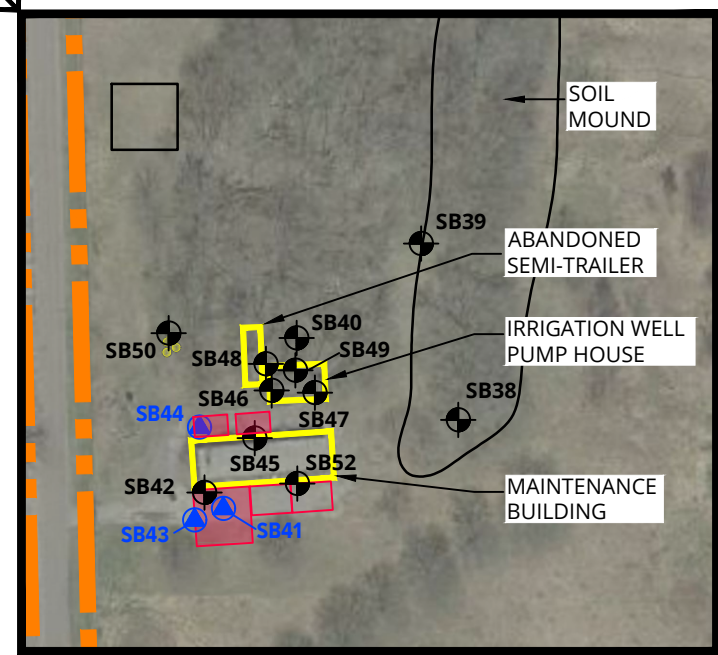 SOIL
MOUND
SB39
ABANDONED
SEMI-TRAILER
SB40
IRRIGATION WELL
PUMP HOUSE
SB50
SB48
SB49
SB46
SB38
SB44
SB47
SB45
SB52
SB42
MAINTENANCE
BUILDING
SB43
SB41